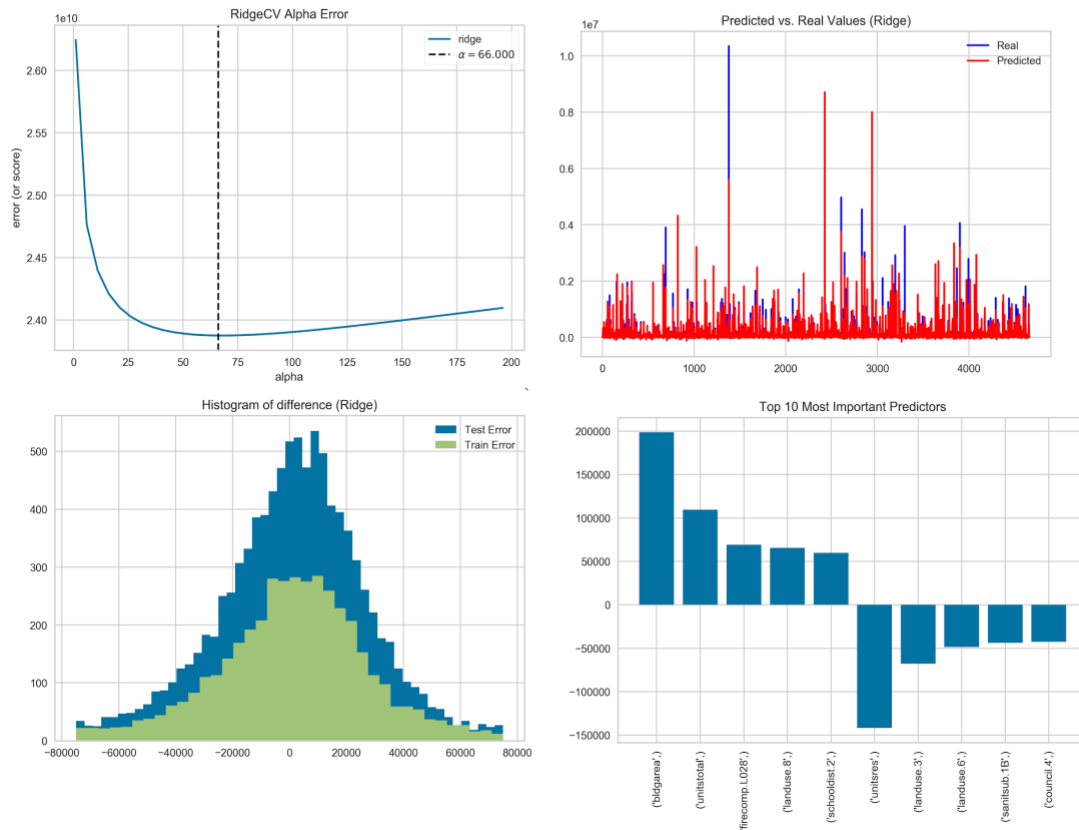 RidgeCV Alpha Error
1e10
ridge
α = 66.000
2.60
2.55
2.50
2.45
2.40
error (or score)
0 25 50 75 100 125 150 175 200
alpha
Predicted vs. Real Values (Ridge)
1e7
Real
Predicted
1.0
0.8
0.6
0.4
0.2
0.0
0 1000 2000 3000 4000
Histogram of difference (Ridge)
Test Error
Train Error
500
400
300
200
100
0
−80000 −60000 −40000 −20000 0 20000 40000 60000 80000
Top 10 Most Important Predictors
200000
150000
100000
50000
0
−50000
−100000
−150000
('bldgarea',)
('unitstotal',)
'firecomp.L028',)
('landuse.8',)
('schooldist.2',)
('unitsres',)
('landuse.3',)
('landuse.6',)
('sanitsub.1B',)
('council.4',)